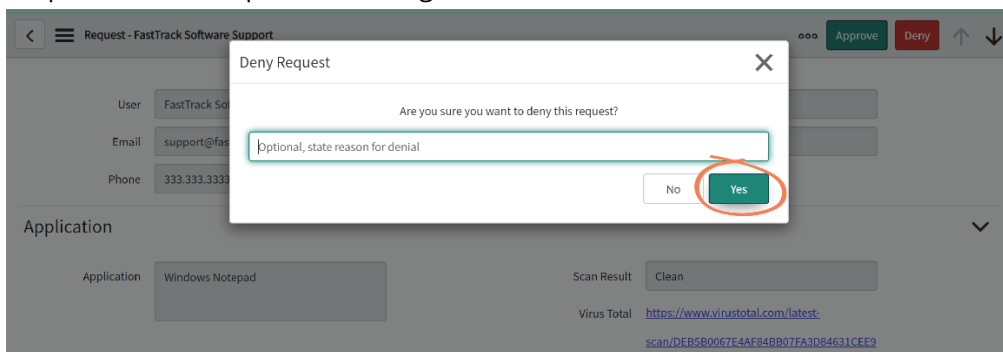 Request - FastTrack Software Support
ooo Approve Deny
Deny Request
Are you sure you want to deny this request?
Optional, state reason for denial
No Yes
User FastTrack Sof
Email support@fas
Phone 333.333.3333
Application
Application Windows Notepad
Scan Result Clean
Virus Total https://www.virustotal.com/latest-
scan/DEB5B0067E4AF84BB07FA3D84631CEE9